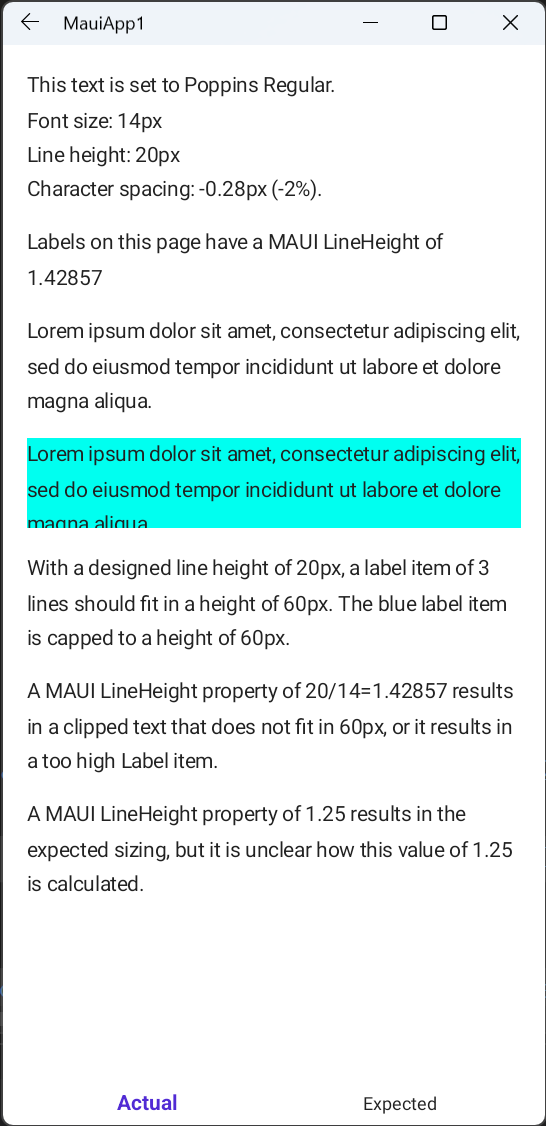 MauiApp1
This text is set to Poppins Regular.
Font size: 14px
Line height: 20px
Character spacing: -0.28px (-2%).
Labels on this page have a MAUI LineHeight of
1.42857
Lorem ipsum dolor sit amet, consectetur adipiscing elit,
sed do eiusmod tempor incididunt ut labore et dolore
magna aliqua.
Lorem ipsum dolor sit amet, consectetur adipiscing elit,
sed do eiusmod tempor incididunt ut labore et dolore
magna aliqua
With a designed line height of 20px, a label item of 3
lines should fit in a height of 60px. The blue label item
is capped to a height of 60px.
A MAUI LineHeight property of 20/14=1.42857 results
in a clipped text that does not fit in 60px, or it results in
a too high Label item.
A MAUI LineHeight property of 1.25 results in the
expected sizing, but it is unclear how this value of 1.25
is calculated.
Actual
Expected